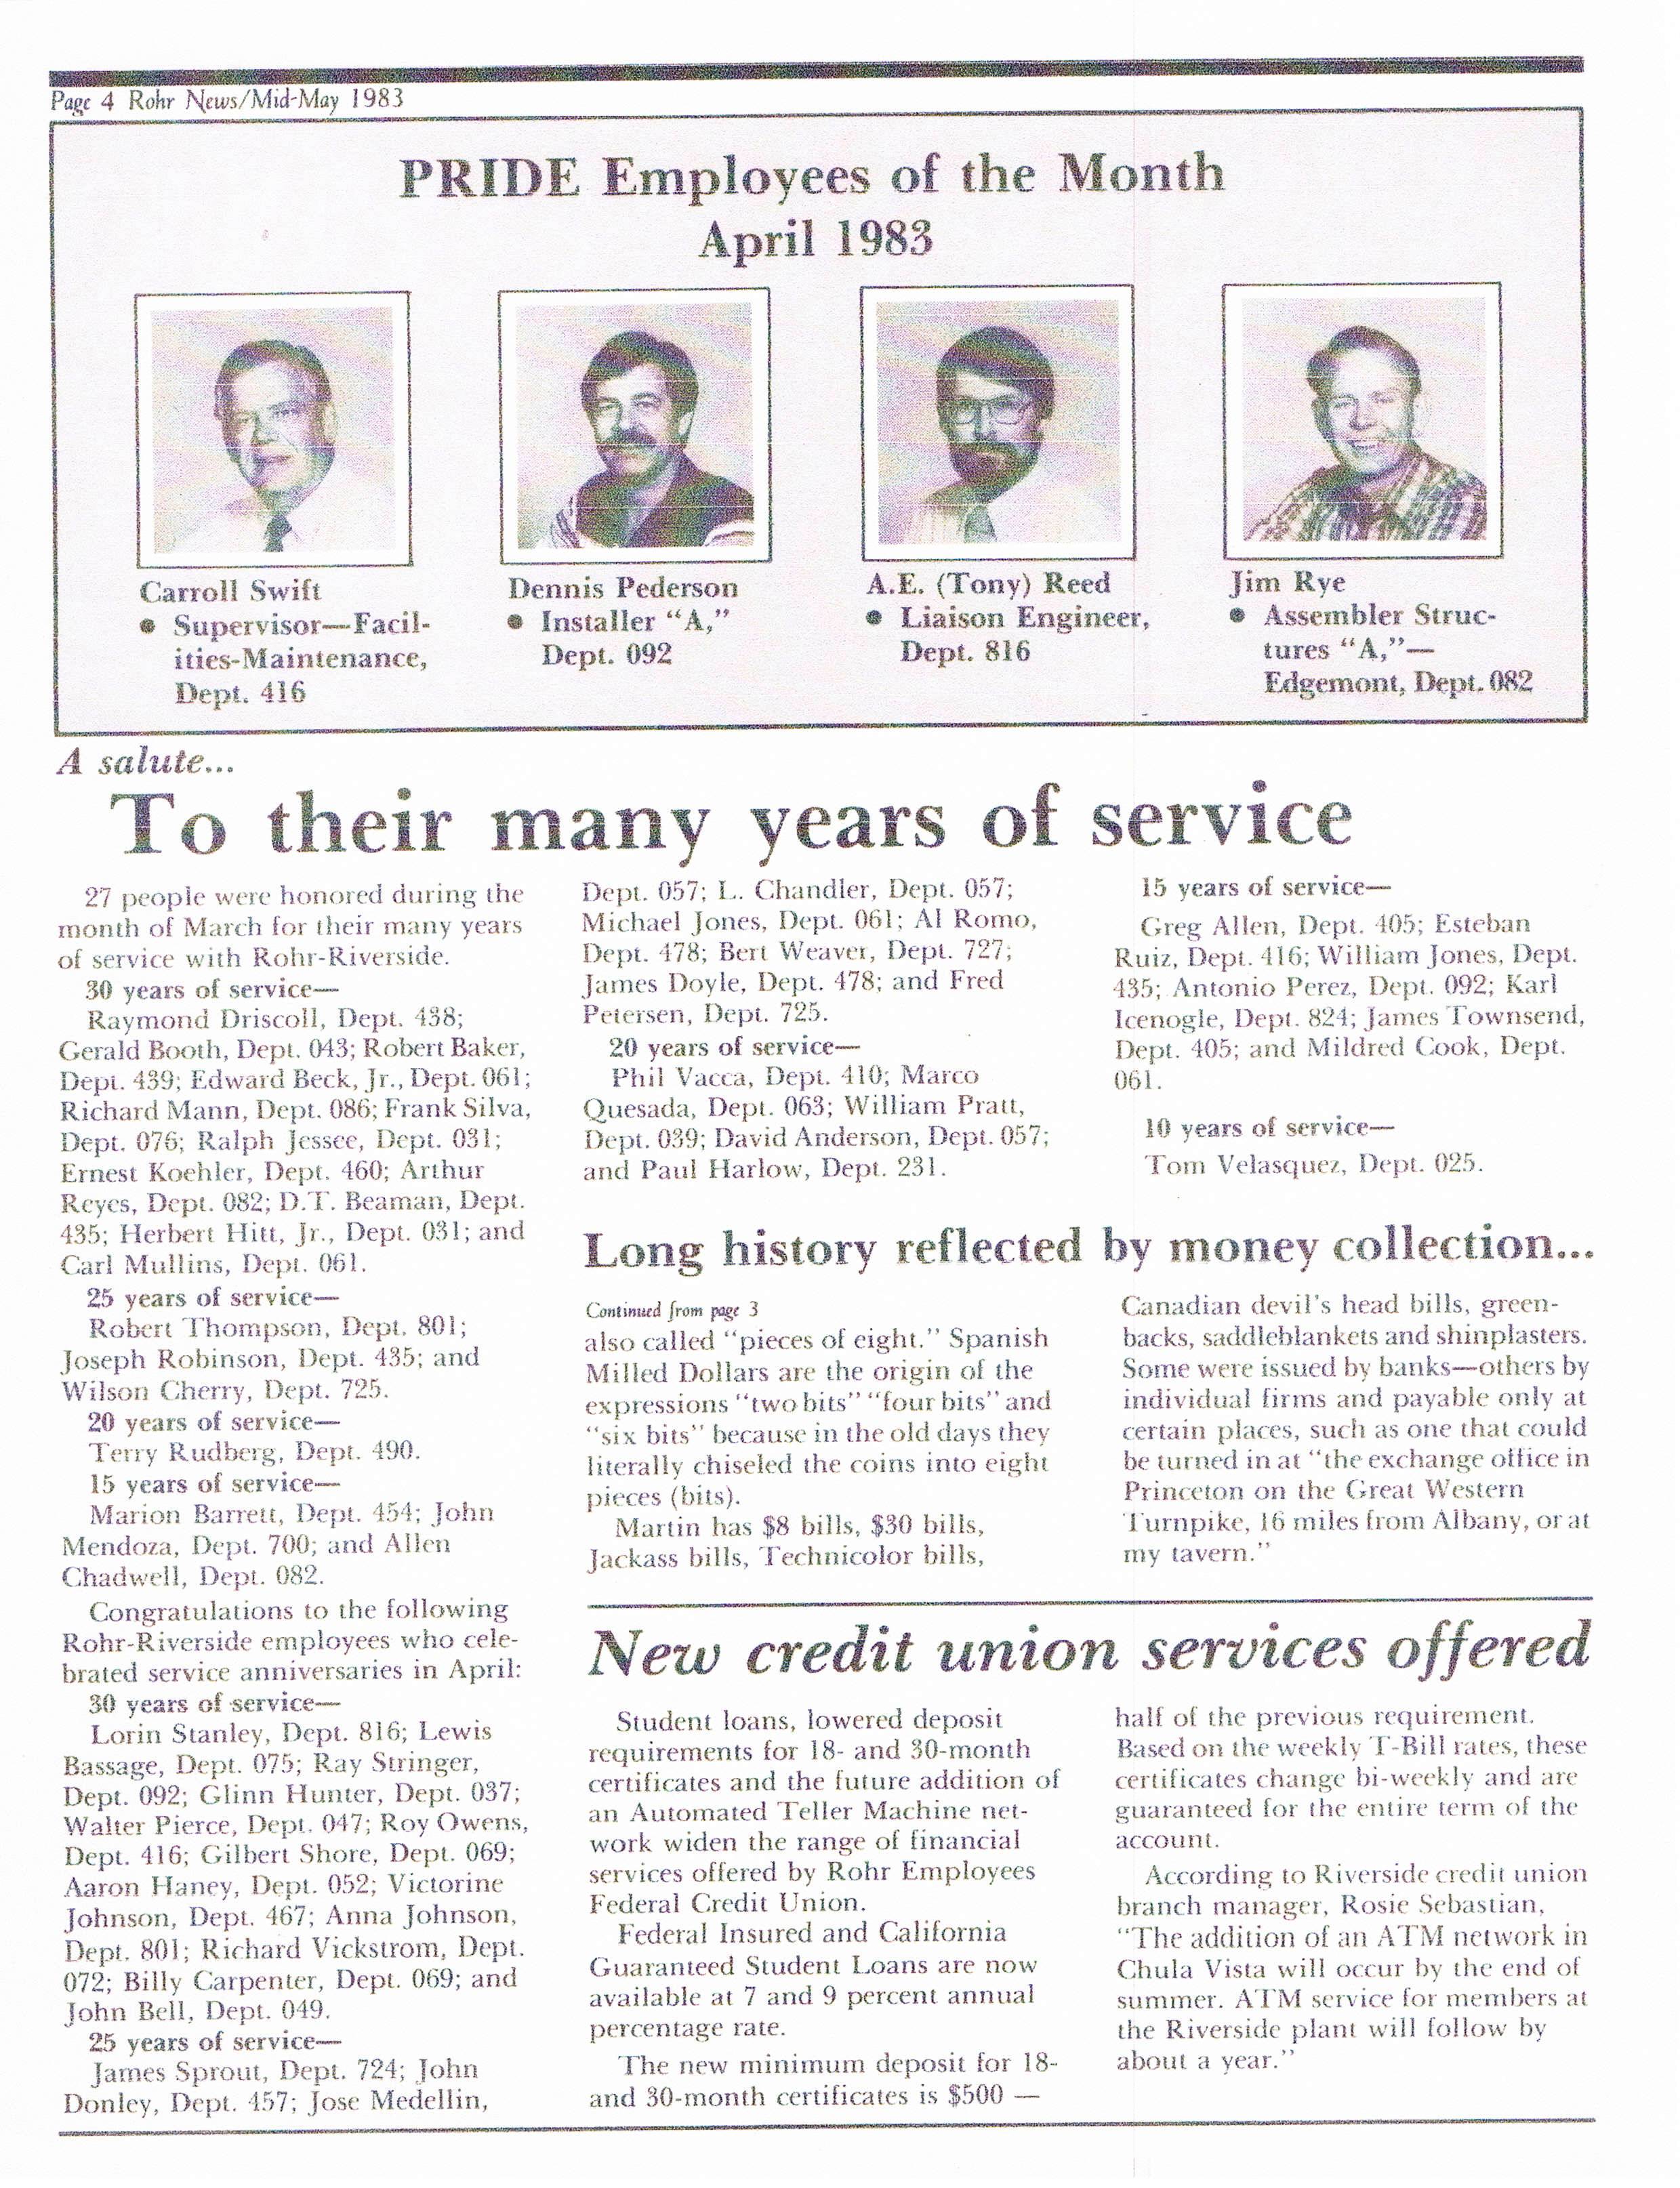 Page 4 Rohr News/Mid-May 1983
PRIDE Employees of the Month
April 1983
Carroll Swift
● Supervisor—Facil-
ities-Maintenance,
Dept. 416
Dennis Pederson
● Installer “A,”
Dept. 092
A.E. (Tony) Reed
● Liaison Engineer,
Dept. 816
Jim Rye
● Assembler Struc-
tures “A,”—
Edgemont, Dept. 082
A salute...
To their many years of service
27 people were honored during the
month of March for their many years
of service with Rohr-Riverside.
30 years of service—
Raymond Driscoll, Dept. 438;
Gerald Booth, Dept. 043; Robert Baker,
Dept. 439; Edward Beck, Jr., Dept. 061;
Richard Mann, Dept. 086; Frank Silva,
Dept. 076; Ralph Jessee, Dept. 031;
Ernest Koehler, Dept. 460; Arthur
Reyes, Dept. 082; D.T. Beaman, Dept.
435; Herbert Hitt, Jr., Dept. 031; and
Carl Mullins, Dept. 061.
25 years of service—
Robert Thompson, Dept. 801;
Joseph Robinson, Dept. 435; and
Wilson Cherry, Dept. 725.
20 years of service—
Terry Rudberg, Dept. 490.
15 years of service—
Marion Barrett, Dept. 454; John
Mendoza, Dept. 700; and Allen
Chadwell, Dept. 082.
Congratulations to the following
Rohr-Riverside employees who cele-
brated service anniversaries in April:
30 years of service—
Lorin Stanley, Dept. 816; Lewis
Bassage, Dept. 075; Ray Stringer,
Dept. 092; Glinn Hunter, Dept. 037;
Walter Pierce, Dept. 047; Roy Owens,
Dept. 416; Gilbert Shore, Dept. 069;
Aaron Haney, Dept. 052; Victorine
Johnson, Dept. 467; Anna Johnson,
Dept. 801; Richard Vickstrom, Dept.
072; Billy Carpenter, Dept. 069; and
John Bell, Dept. 049.
25 years of service—
James Sprout, Dept. 724; John
Donley, Dept. 457; Jose Medellin,
Dept. 057; L. Chandler, Dept. 057;
Michael Jones, Dept. 061; Al Romo,
Dept. 478; Bert Weaver, Dept. 727;
James Doyle, Dept. 478; and Fred
Petersen, Dept. 725.
20 years of service—
Phil Vacca, Dept. 410; Marco
Quesada, Dept. 063; William Pratt,
Dept. 039; David Anderson, Dept. 057;
and Paul Harlow, Dept. 231.
15 years of service—
Greg Allen, Dept. 405; Esteban
Ruiz, Dept. 416; William Jones, Dept.
435; Antonio Perez, Dept. 092; Karl
Icenogle, Dept. 824; James Townsend,
Dept. 405; and Mildred Cook, Dept.
061.
10 years of service—
Tom Velasquez, Dept. 025.
Long history reflected by money collection...
Continued from page 3
also called “pieces of eight.” Spanish
Milled Dollars are the origin of the
expressions “two bits” “four bits” and
“six bits” because in the old days they
literally chiseled the coins into eight
pieces (bits).
Martin has $8 bills, $30 bills,
Jackass bills, Technicolor bills,
Canadian devil's head bills, green-
backs, saddleblankets and shinplasters.
Some were issued by banks—others by
individual firms and payable only at
certain places, such as one that could
be turned in at “the exchange office in
Princeton on the Great Western
Turnpike, 16 miles from Albany, or at
my tavern.”
New credit union services offered
Student loans, lowered deposit
requirements for 18- and 30-month
certificates and the future addition of
an Automated Teller Machine net-
work widen the range of financial
services offered by Rohr Employees
Federal Credit Union.
Federal Insured and California
Guaranteed Student Loans are now
available at 7 and 9 percent annual
percentage rate.
The new minimum deposit for 18-
and 30-month certificates is $500 —
half of the previous requirement.
Based on the weekly T-Bill rates, these
certificates change bi-weekly and are
guaranteed for the entire term of the
account.
According to Riverside credit union
branch manager, Rosie Sebastian,
“The addition of an ATM network in
Chula Vista will occur by the end of
summer. ATM service for members at
the Riverside plant will follow by
about a year.”